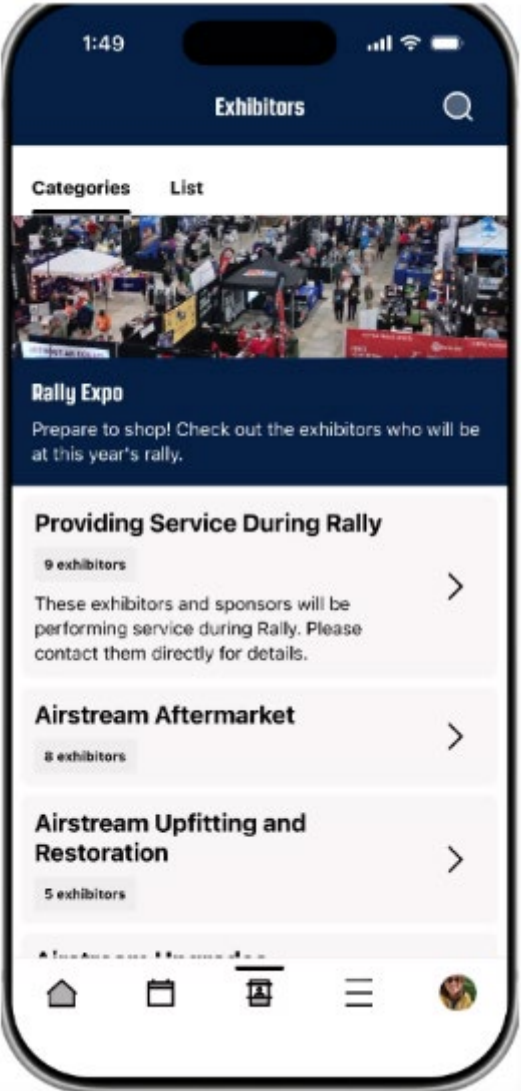 1:49
Exhibitors
Categories
List
Rally Expo
Prepare to shop! Check out the exhibitors who will be
at this year's rally.
Providing Service During Rally
9 exhibitors
These exhibitors and sponsors will be
performing service during Rally. Please
contact them directly for details.
Airstream Aftermarket
8 exhibitors
Airstream Upfitting and
Restoration
5 exhibitors